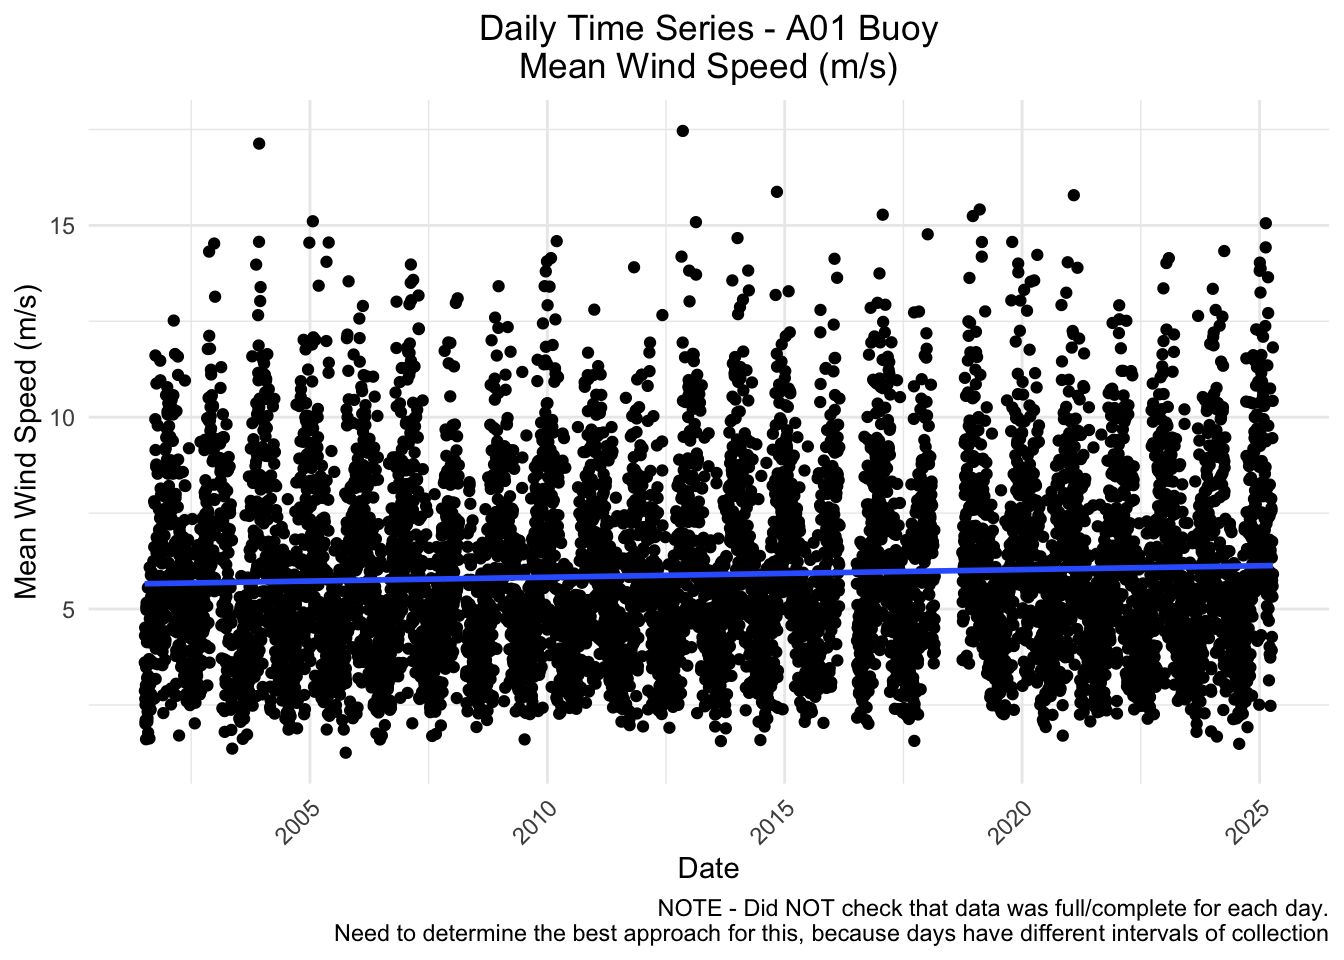 Daily Time Series - A01 Buoy
Mean Wind Speed (m/s)
Mean Wind Speed (m/s)
15
10
5
2005
2010
2015
2020
2025
Date
NOTE - Did NOT check that data was full/complete for each day.
Need to determine the best approach for this, because days have different intervals of collection